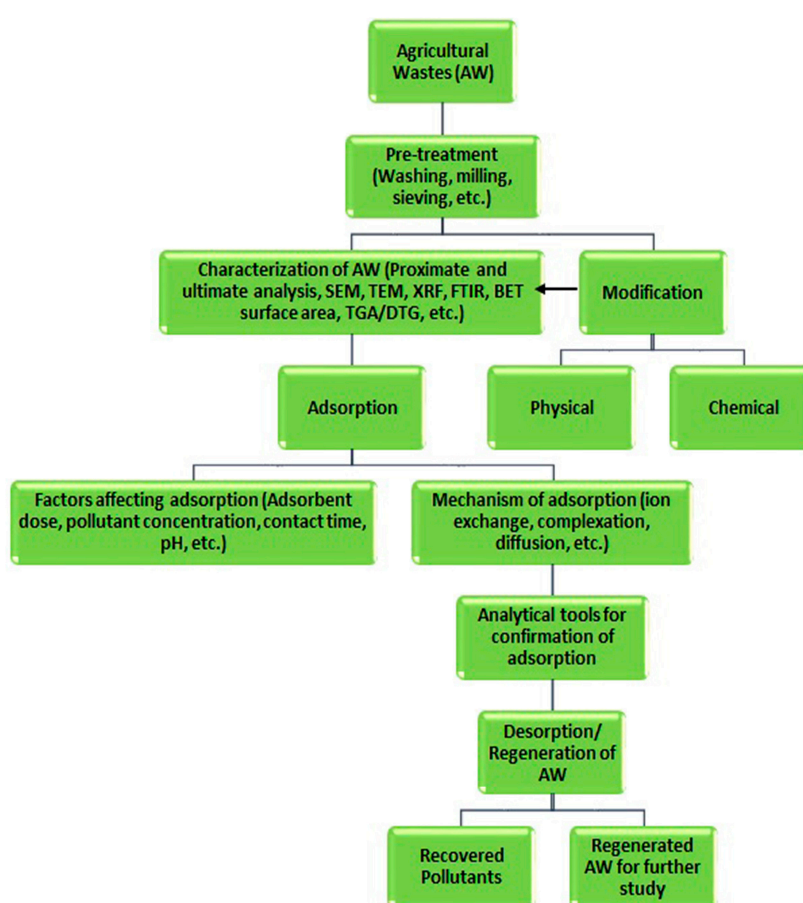 Agricultural
Wastes (AW)
Pre-treatment
(Washing, milling,
sieving, etc.)
Characterization of AW (Proximate and
ultimate analysis, SEM, TEM, XRF, FTIR, BET
surface area, TGA/DTG, etc.)
Modification
Adsorption
Physical
Chemical
Factors affecting adsorption (Adsorbent
dose, pollutant concentration, contact time,
pH, etc.)
Mechanism of adsorption (ion
exchange, complexation,
diffusion, etc.)
Analytical tools for
confirmation of
adsorption
Desorption/
Regeneration of
AW
Recovered
Pollutants
Regenerated
AW for further
study